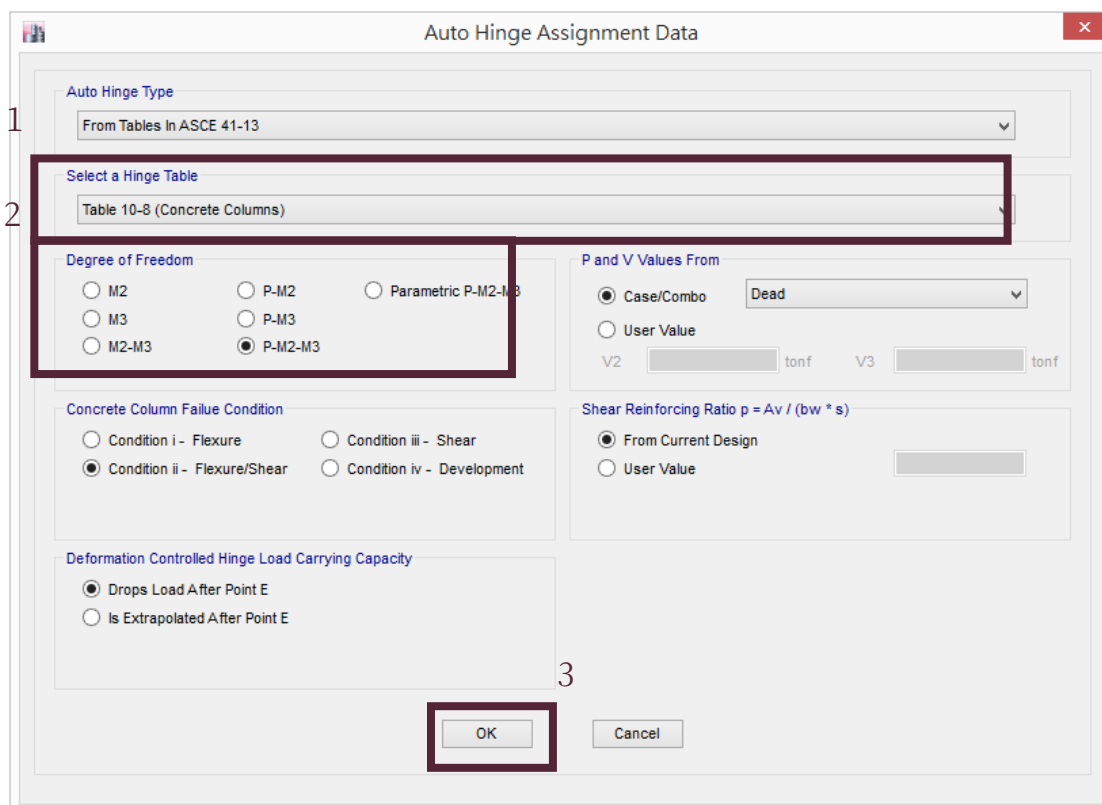 Auto Hinge Assignment Data
Auto Hinge Type
1
From Tables In ASCE 41-13
Select a Hinge Table
2
Table 10-8 (Concrete Columns)
Degree of Freedom
M2
P-M2
Parametric P-M2-M3
M3
P-M3
M2-M3
P-M2-M3
P and V Values From
Case/Combo
Dead
User Value
V2
tonf
V3
tonf
Concrete Column Failue Condition
Condition i - Flexure
Condition iii - Shear
Condition ii - Flexure/Shear
Condition iv - Development
Shear Reinforcing Ratio p = Av / (bw * s)
From Current Design
User Value
Deformation Controlled Hinge Load Carrying Capacity
Drops Load After Point E
Is Extrapolated After Point E
3
OK
Cancel